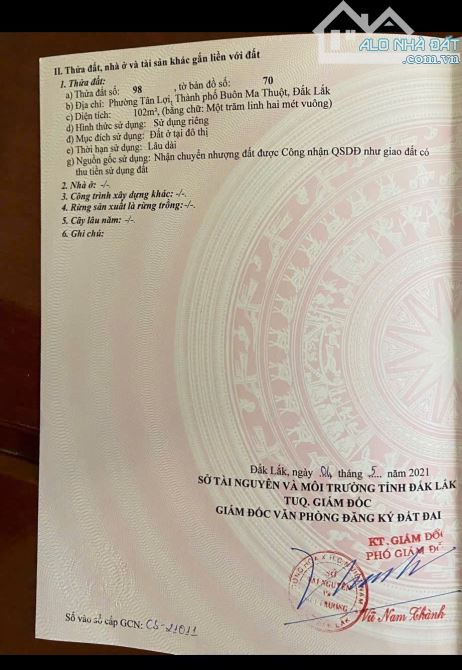 ALO NHÀ ĐẤT
II. Thửa đất, nhà ở và tài sản khác gắn liền với đất
1. Thửa đất:
a) Thửa đất số: 98 , tờ bản đồ số: 70
b) Địa chỉ: Phường Tân Lợi, Thành phố Buôn Ma Thuột, Đắk Lắk
c) Diện tích: 102m², (bằng chữ: Một trăm linh hai mét vuông)
d) Hình thức sử dụng: Sử dụng riêng
đ) Mục đích sử dụng: Đất ở tại đô thị
e) Thời hạn sử dụng: Lâu dài
g) Nguồn gốc sử dụng: Nhận chuyển nhượng đất được Công nhận QSDĐ như giao đất có
thu tiền sử dụng đất
2. Nhà ở: -/-
3. Công trình xây dựng khác: -/-
4. Rừng sản xuất là rừng trồng:-/-
5. Cây lâu năm: -/-
6. Ghi chú:
Đắk Lắk, ngày 04 tháng 5 năm 2021
SỞ TÀI NGUYÊN VÀ MÔI TRƯỜNG TỈNH ĐẮK LẮK
TUQ. GIÁM ĐỐC
GIÁM ĐỐC VĂN PHÒNG ĐĂNG KÝ ĐẤT ĐAI
KT. GIÁM ĐỐC
PHÓ GIÁM ĐỐC
SỞ
TÀI NGUYÊN
VÀ
MÔI TRƯỜNG
Vũ Nam Thành
Số vào sổ cấp GCN: CS-21011